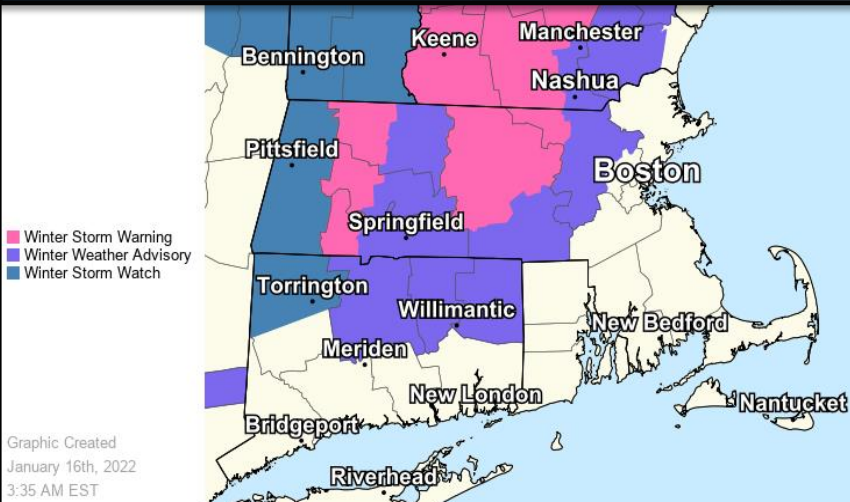 Keene
Manchester
Bennington
Nashua
Pittsfield
Boston
Springfield
Winter Storm Warning
Winter Weather Advisory
Winter Storm Watch
Torrington
Willimantic
New Bedford
Meriden
New London
Nantucket
Bridgeport
Riverhead
Graphic Created
January 16th, 2022
3:35 AM EST